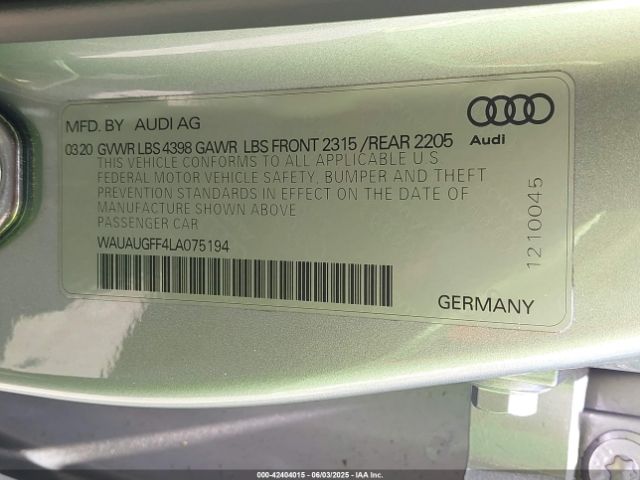 MFD. BY AUDI AG
0320 GVWR LBS 4398 GAWR LBS FRONT 2315 /REAR 2205
THIS VEHICLE CONFORMS TO ALL APPLICABLE U S
FEDERAL MOTOR VEHICLE SAFETY, BUMPER AND THEFT
PREVENTION STANDARDS IN EFFECT ON THE DATE OF
MANUFACTURE SHOWN ABOVE
PASSENGER CAR
WAUAUGFF4LA075194
Audi
1210045
GERMANY
000-42404015 - 06/03/2025 - IAAI.com